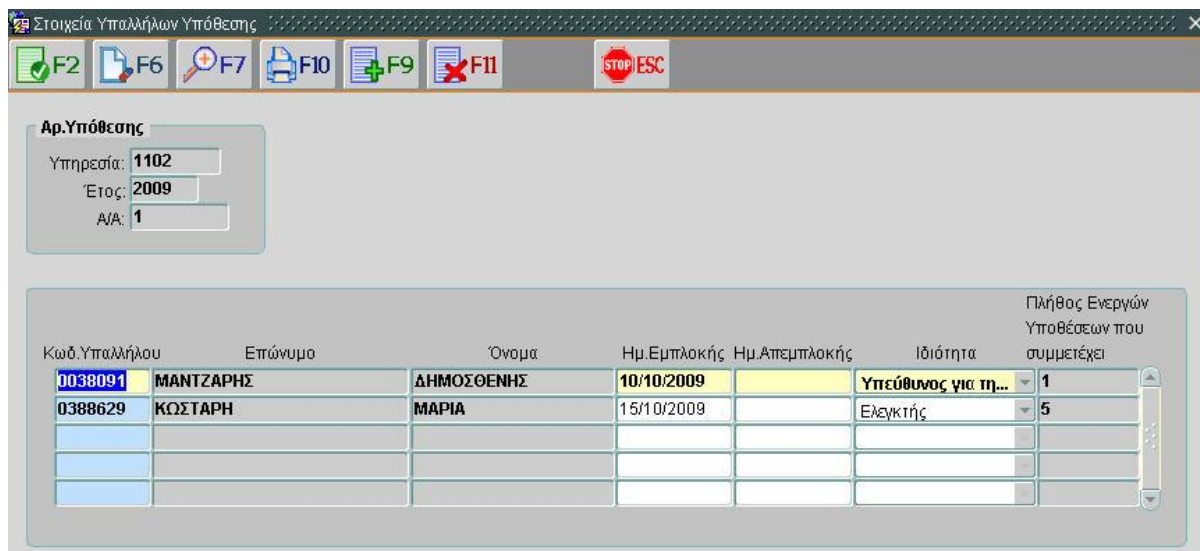 Στοιχεία Υπαλλήλων Υπόθεσης
F2 F6 F7 F10 F9 F11 STOP ESC
Αρ.Υπόθεσης
Υπηρεσία: 1102
Έτος: 2009
Α/Α: 1
Πλήθος Ενεργών
Υποθέσεων που
Κωδ.Υπαλλήλου Επώνυμο Όνομα Ημ.Εμπλοκής Ημ.Απεμπλοκής Ιδιότητα συμμετέχει
0038091 ΜΑΝΤΖΑΡΗΣ ΔΗΜΟΣΘΕΝΗΣ 10/10/2009 Υπεύθυνος για τη... 1
0388629 ΚΩΣΤΑΡΗ ΜΑΡΙΑ 15/10/2009 Ελεγκτής 5